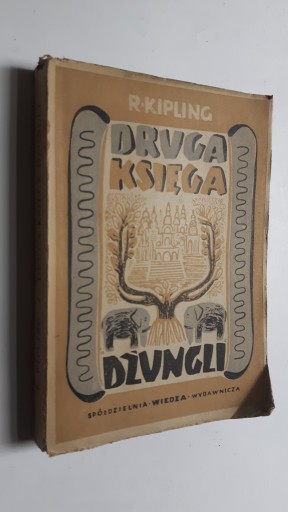 R·KIPLING
DRUGA
KSIĘGA
DŻUNGLI
SPÓŁDZIELNIA·WIEDZA·WYDAWNICZA